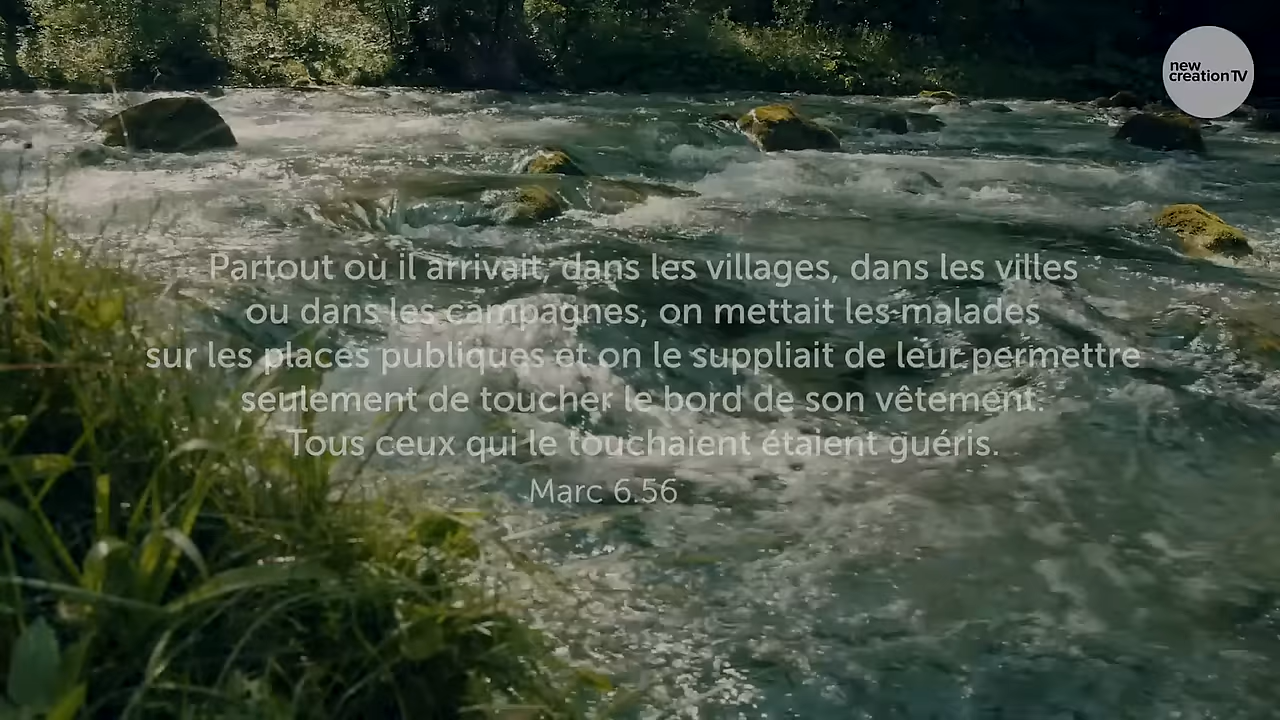 new
creation TV
Partout où il arrivait, dans les villages, dans les villes
ou dans les campagnes, on mettait les malades
sur les places publiques et on le suppliait de leur permettre
seulement de toucher le bord de son vêtement.
Tous ceux qui le touchaient étaient guéris.
Marc 6.56